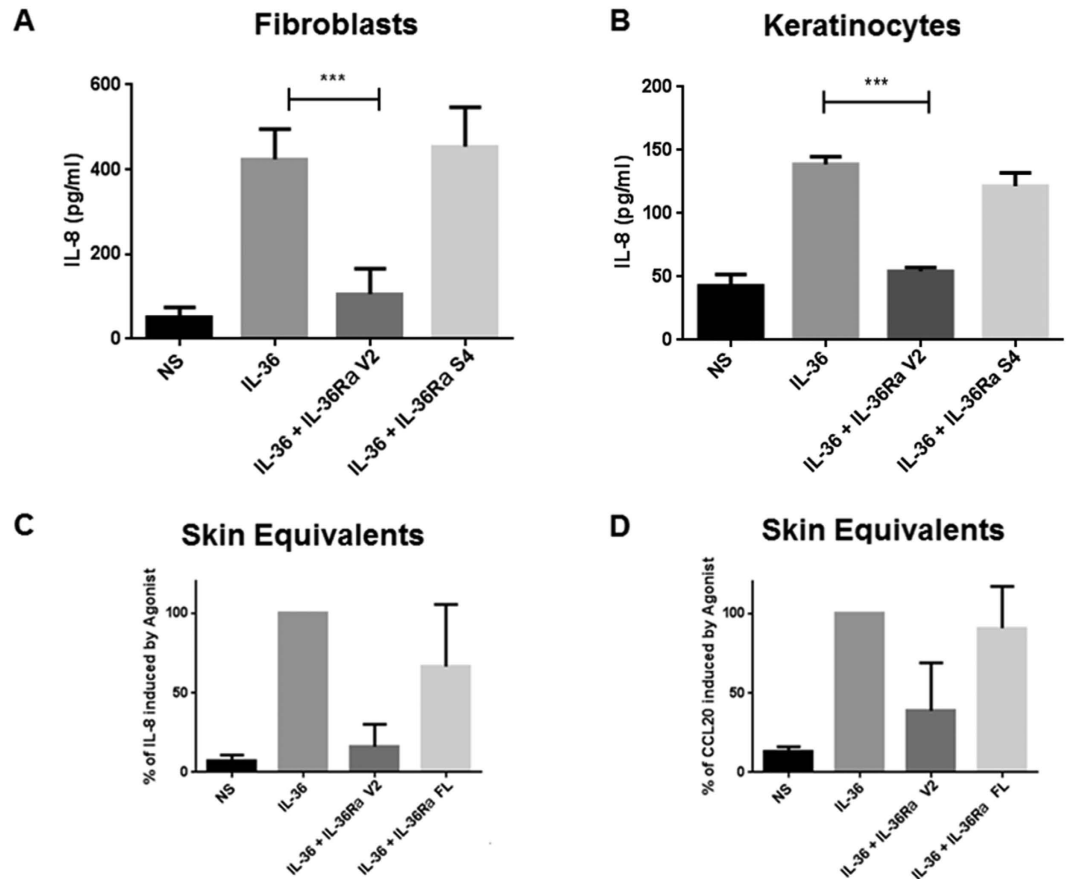 A
Fibroblasts
IL-8 (pg/ml)
600
400
200
0
***
NS
IL-36
IL-36 + IL-36Ra V2
IL-36 + IL-36Ra S4
B
Keratinocytes
IL-8 (pg/ml)
200
150
100
50
0
***
NS
IL-36
IL-36 + IL-36Ra V2
IL-36 + IL-36Ra S4
C
Skin Equivalents
% of IL-8 induced by Agonist
100
50
0
NS
IL-36
IL-36 + IL-36Ra V2
IL-36 + IL-36Ra FL
D
Skin Equivalents
% of CCL20 induced by Agonist
100
50
0
NS
IL-36
IL-36 + IL-36Ra V2
IL-36 + IL-36Ra FL